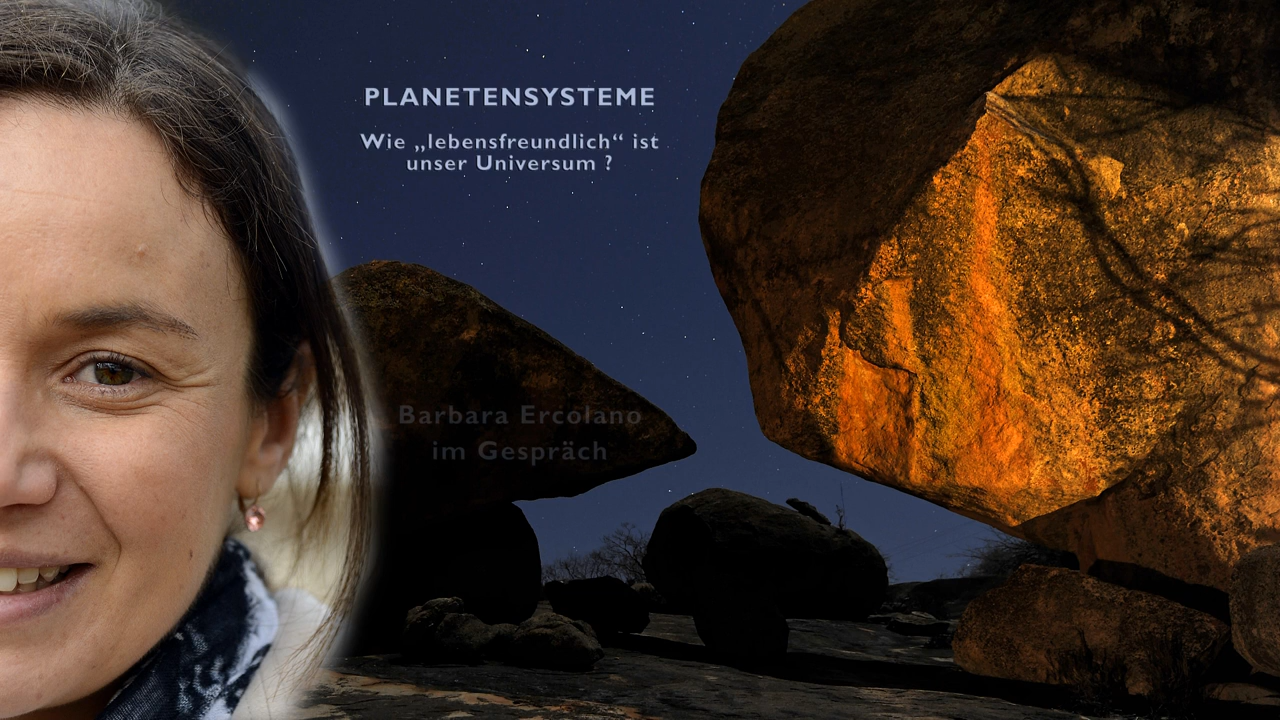 PLANETENSYSTEME
Wie „lebensfreundlich“ ist
unser Universum ?
Barbara Ercolano
im Gespräch